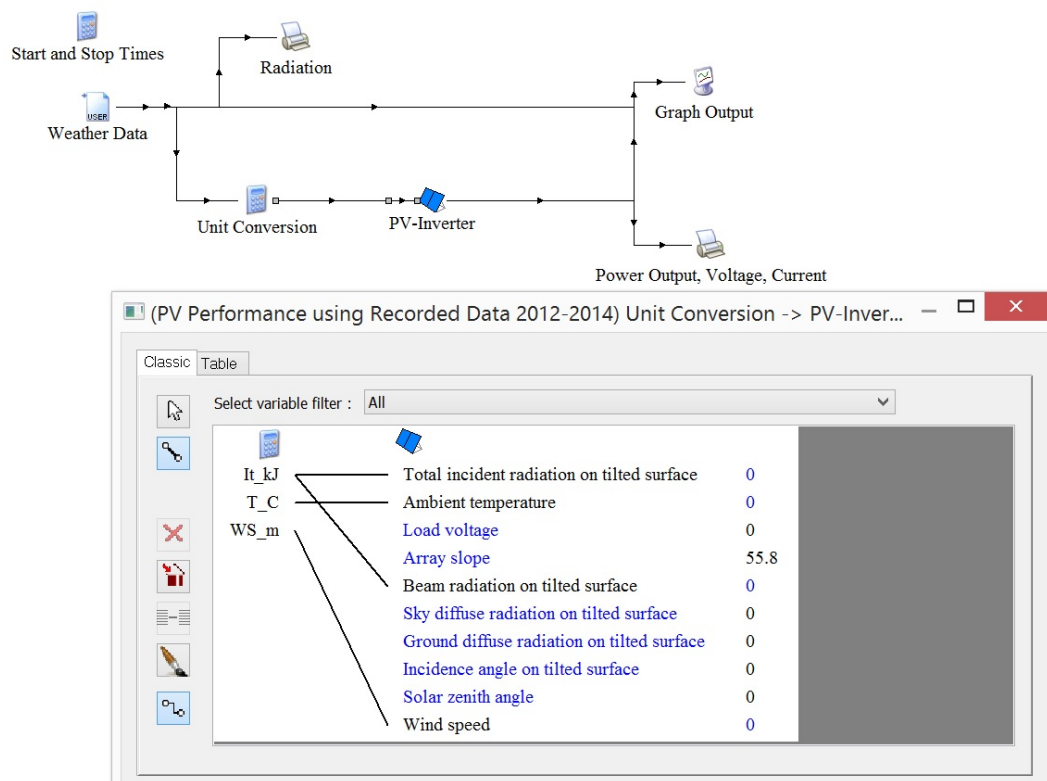 Start and Stop Times
Radiation
USER
Weather Data
Graph Output
Unit Conversion
PV-Inverter
Power Output, Voltage, Current
(PV Performance using Recorded Data 2012-2014) Unit Conversion -> PV-Inver...
Classic Table
Select variable filter : All
It_kJ Total incident radiation on tilted surface 0
T_C Ambient temperature 0
WS_m Load voltage 0
Array slope 55.8
Beam radiation on tilted surface 0
Sky diffuse radiation on tilted surface 0
Ground diffuse radiation on tilted surface 0
Incidence angle on tilted surface 0
Solar zenith angle 0
Wind speed 0